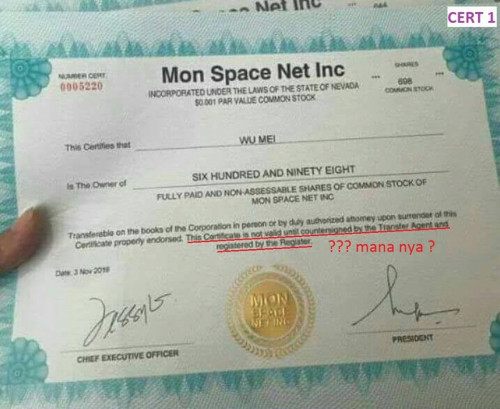 Net Inc
CERT 1
NUMBER CERT.
0005220
Mon Space Net Inc
INCORPORATED UNDER THE LAWS OF THE STATE OF NEVADA
$0.001 PAR VALUE COMMON STOCK
SHARES
698
COMMON STOCK
This Certifies that
WU MEI
Is The Owner of
SIX HUNDRED AND NINETY EIGHT
FULLY PAID AND NON-ASSESSABLE SHARES OF COMMON STOCK OF
MON SPACE NET INC
Transferable on the books of the Corporation in person or by duly authorized attorney upon surrender of this
Certificate properly endorsed. This Certificate is not valid until countersigned by the Transfer Agent and
registered by the Register.
??? mana nya ?
Date: 3 Nov 2016
MON
SPACE
NET INC
CHIEF EXECUTIVE OFFICER
PRESIDENT